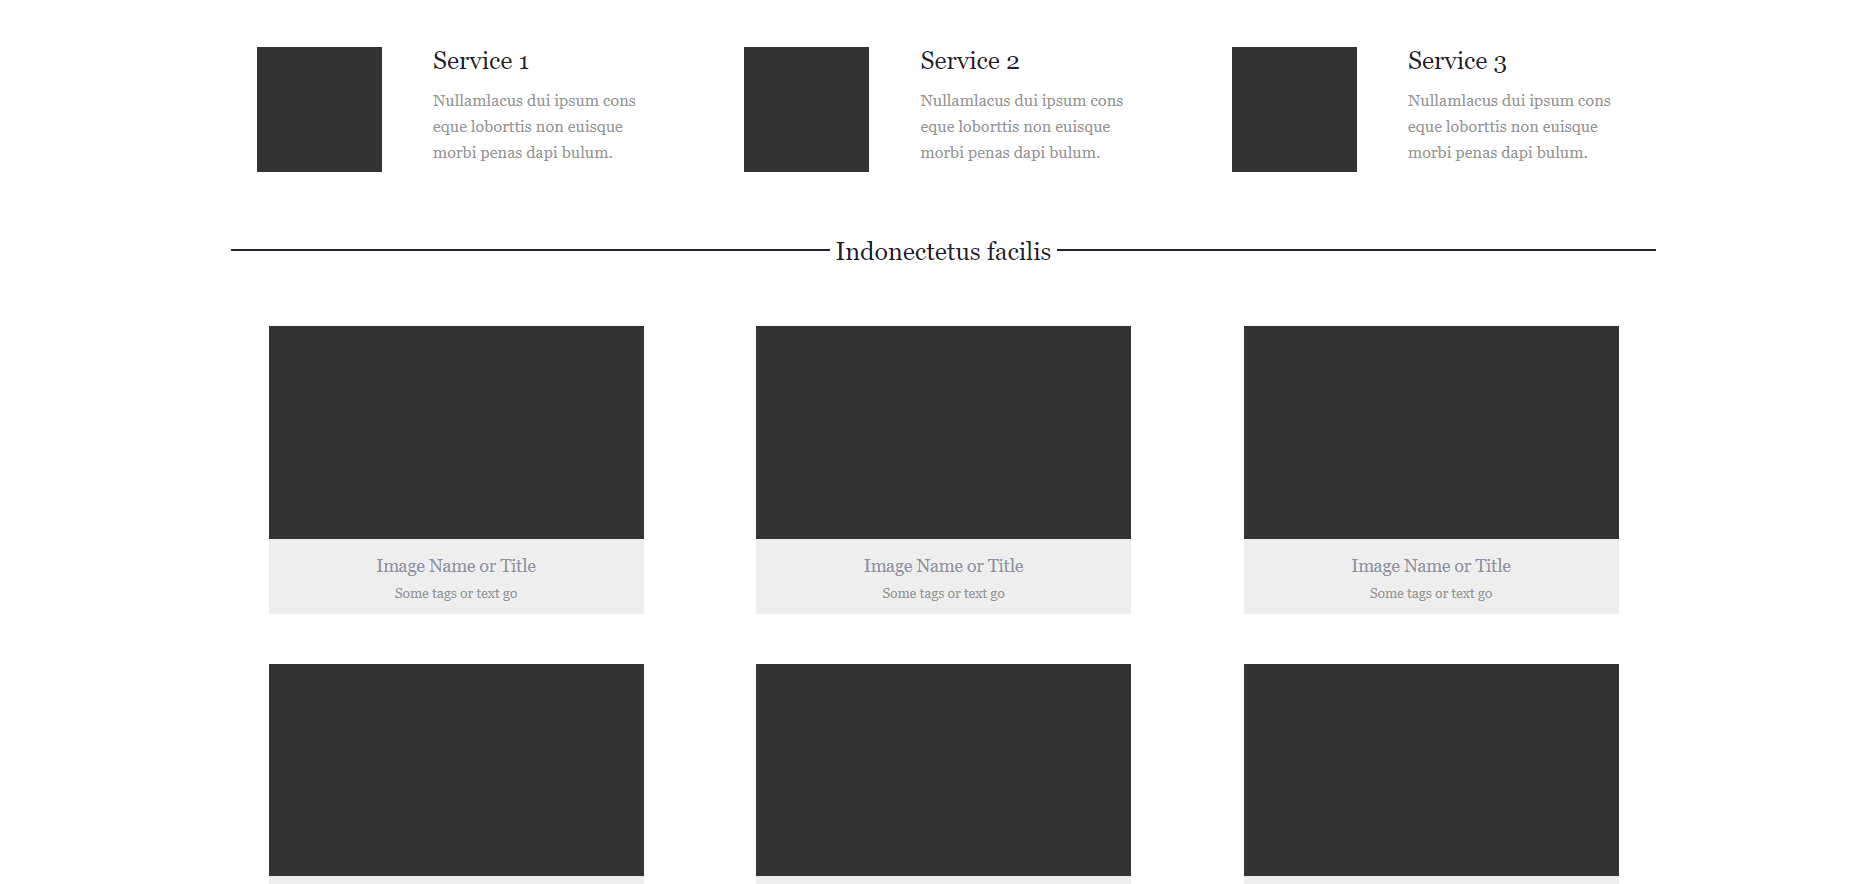 Service 1
Nullamlacus dui ipsum cons
eque loborttis non euisque
morbi penas dapi bulum.
Service 2
Nullamlacus dui ipsum cons
eque loborttis non euisque
morbi penas dapi bulum.
Service 3
Nullamlacus dui ipsum cons
eque loborttis non euisque
morbi penas dapi bulum.
Indonectetus facilis
Image Name or Title
Some tags or text go
Image Name or Title
Some tags or text go
Image Name or Title
Some tags or text go